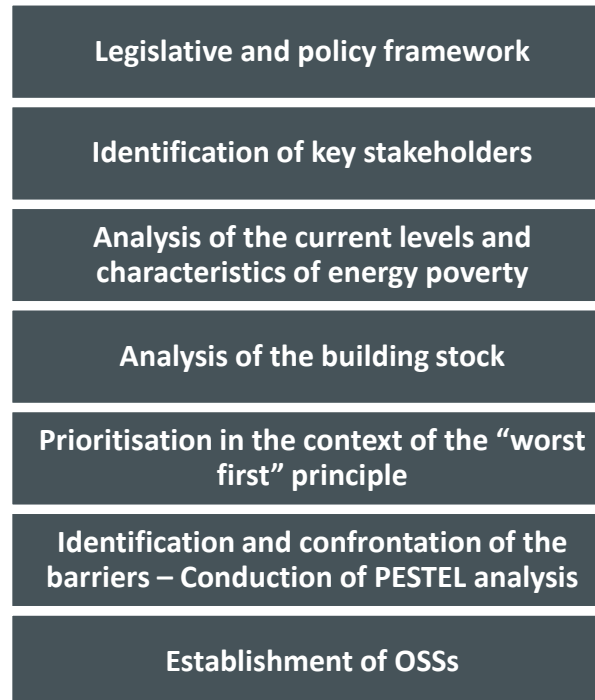 Legislative and policy framework
Identification of key stakeholders
Analysis of the current levels and
characteristics of energy poverty
Analysis of the building stock
Prioritisation in the context of the “worst
first” principle
Identification and confrontation of the
barriers – Conduction of PESTEL analysis
Establishment of OSSs